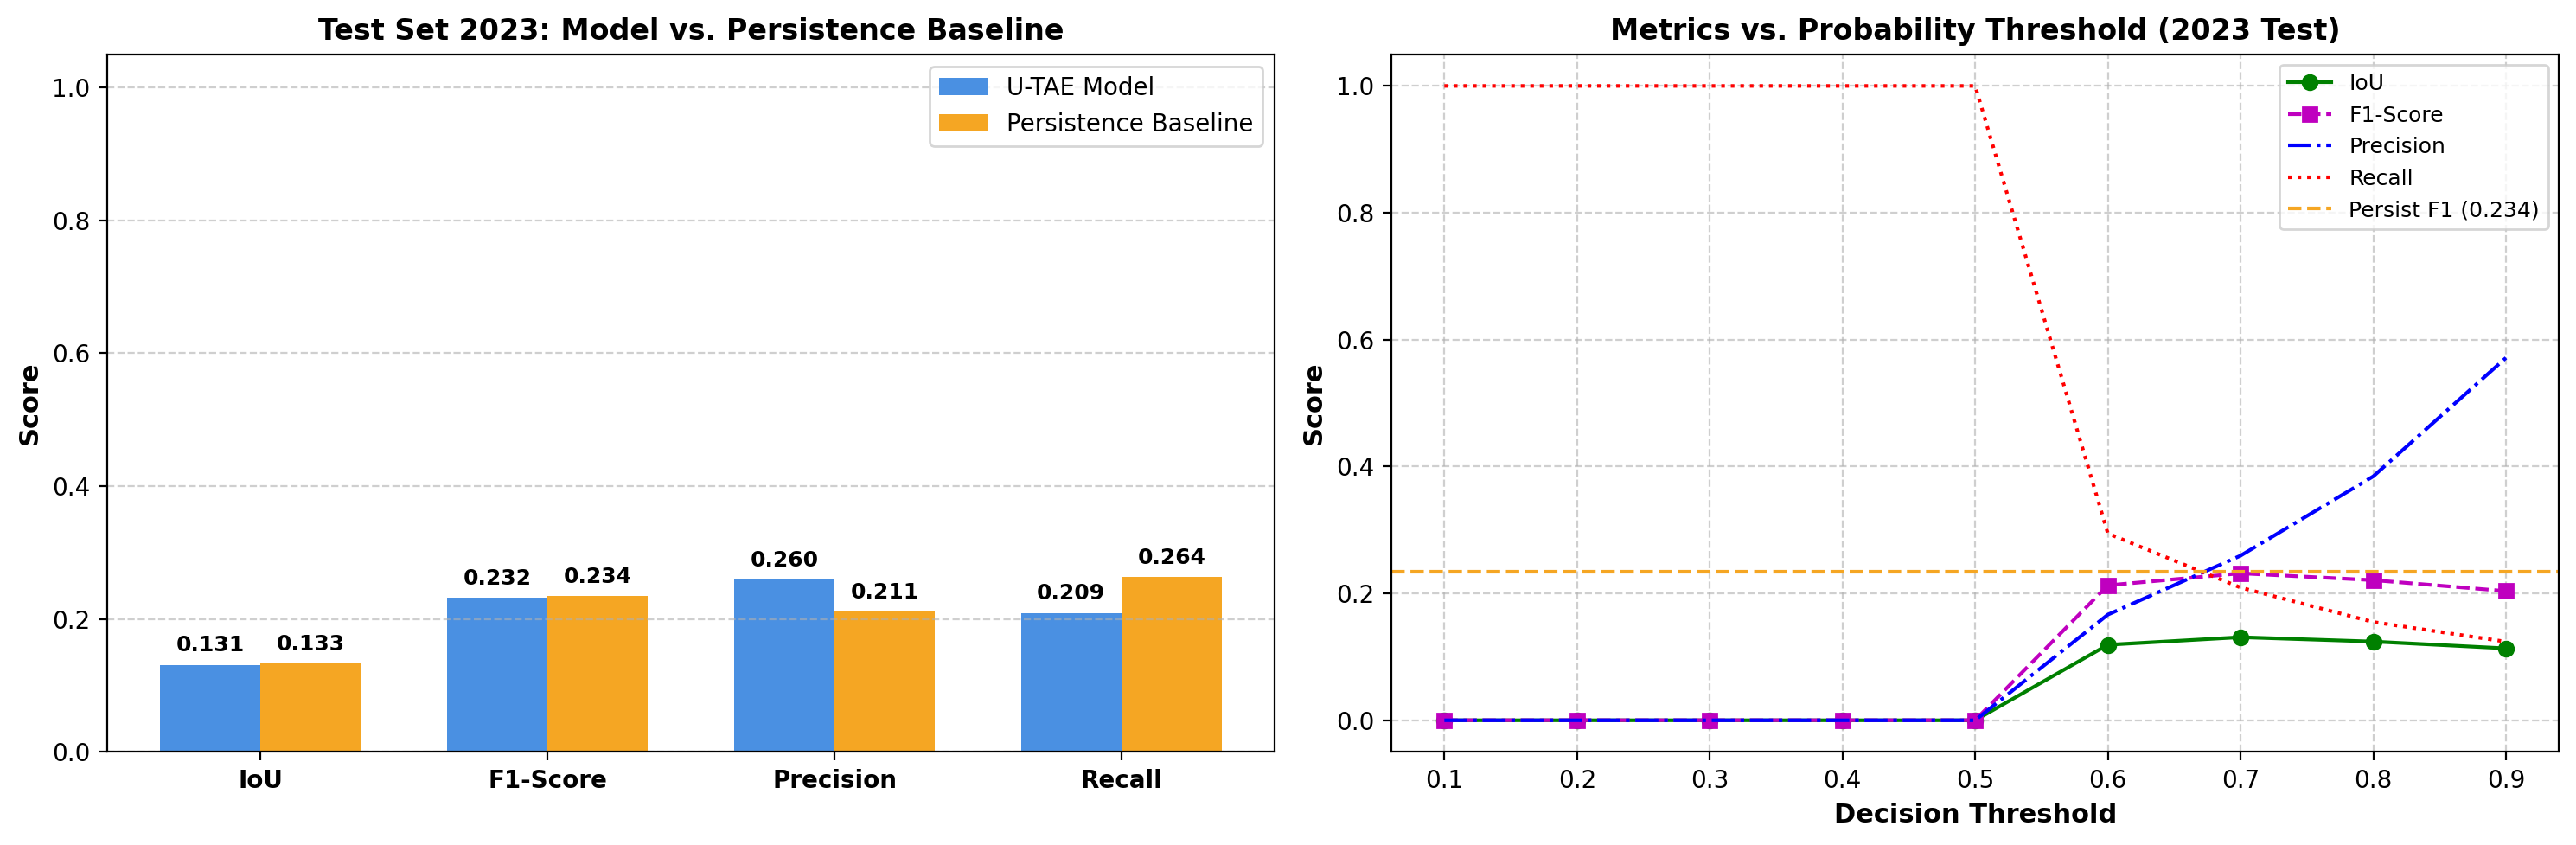 Test Set 2023: Model vs. Persistence Baseline
U-TAE Model
Persistence Baseline
Score
1.0
0.8
0.6
0.4
0.2
0.0
0.131
0.133
0.232
0.234
0.260
0.211
0.209
0.264
IoU
F1-Score
Precision
Recall
Metrics vs. Probability Threshold (2023 Test)
IoU
F1-Score
Precision
Recall
Persist F1 (0.234)
Score
1.0
0.8
0.6
0.4
0.2
0.0
0.1 0.2 0.3 0.4 0.5 0.6 0.7 0.8 0.9
Decision Threshold